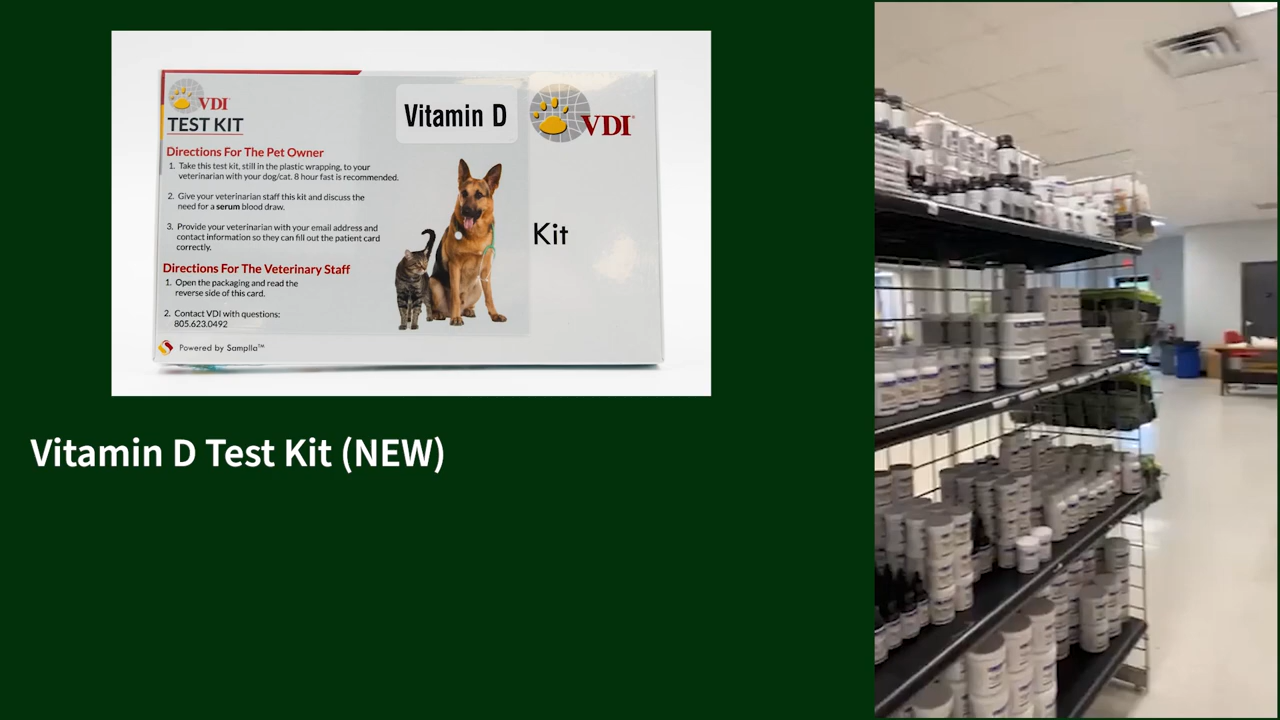 VDI
TEST KIT
Vitamin D
VDI
Directions For The Pet Owner
1. Take this test kit, still in the plastic wrapping, to your
veterinarian with your dog/cat. 8 hour fast is recommended.
2. Give your veterinarian staff this kit and discuss the
need for a serum blood draw.
3. Provide your veterinarian with your email address and
contact information so they can fill out the patient card
correctly.
Kit
Directions For The Veterinary Staff
1. Open the packaging and read the
reverse side of this card.
2. Contact VDI with questions:
805.623.0492
Powered by Samplla™
Vitamin D Test Kit (NEW)